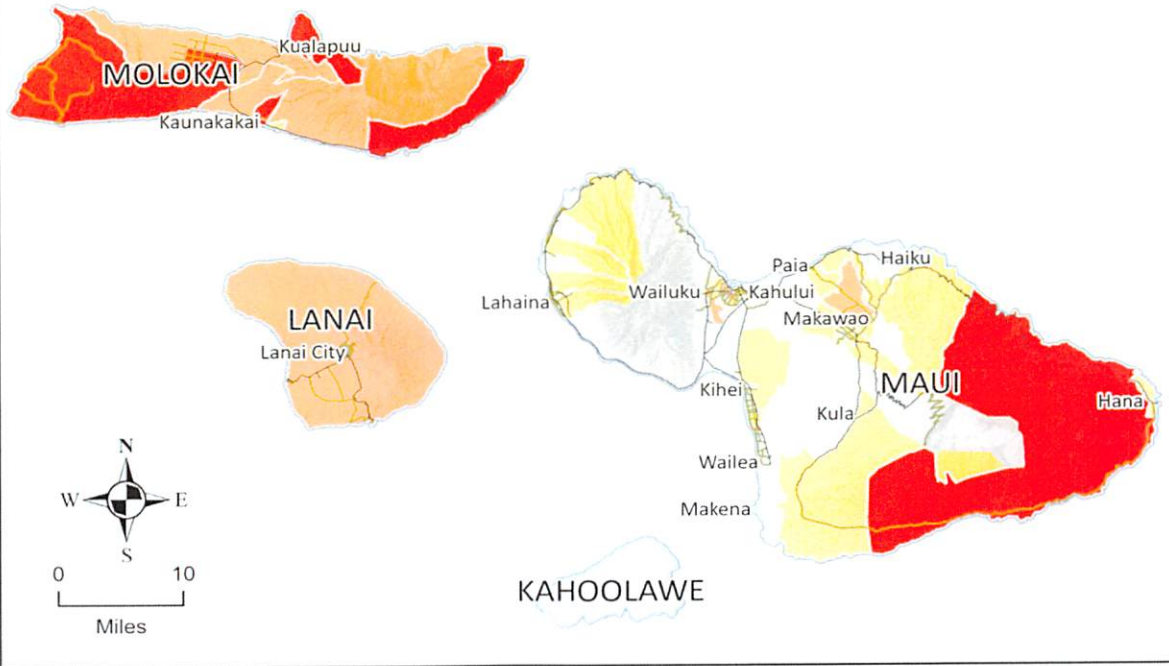 Kualapuu
MOLOKAI
Kaunakakai
Paia
Haiku
Lahaina
Wailuku
Kahului
LANAI
Makawao
Lanai City
Kihei
MAUI
Hana
Kula
N
Wailea
W
E
Makena
S
0
10
KAHOOLAWE
Miles